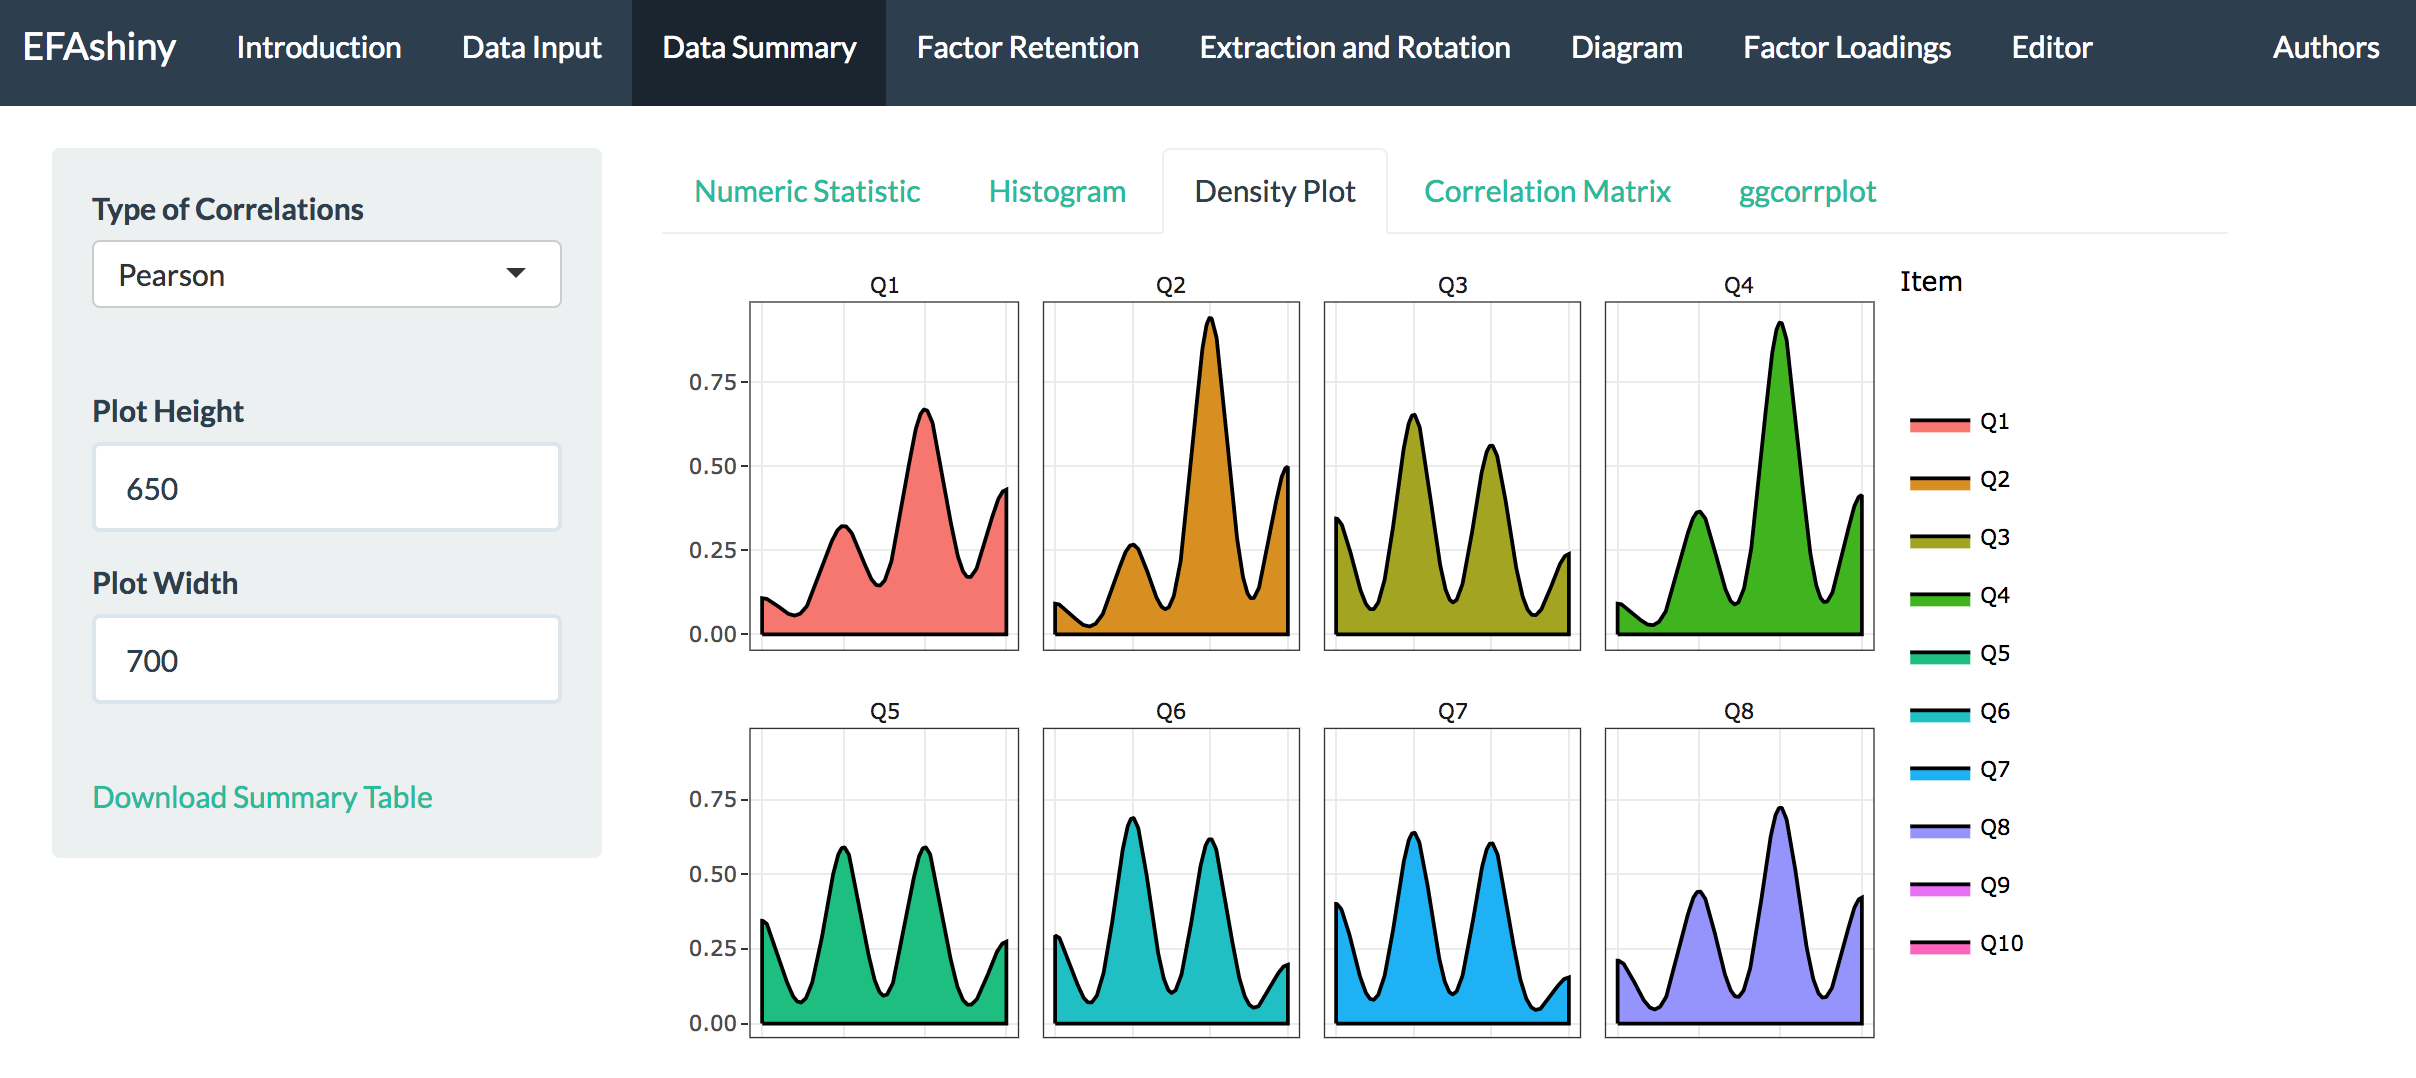 EFAshiny Introduction Data Input Data Summary Factor Retention Extraction and Rotation Diagram Factor Loadings Editor Authors
Type of Correlations
Pearson
Plot Height
650
Plot Width
700
Download Summary Table
Numeric Statistic Histogram Density Plot Correlation Matrix ggcorrplot
Q1 Q2 Q3 Q4
0.75
0.50
0.25
0.00
Q5 Q6 Q7 Q8
0.75
0.50
0.25
0.00
Item
Q1
Q2
Q3
Q4
Q5
Q6
Q7
Q8
Q9
Q10